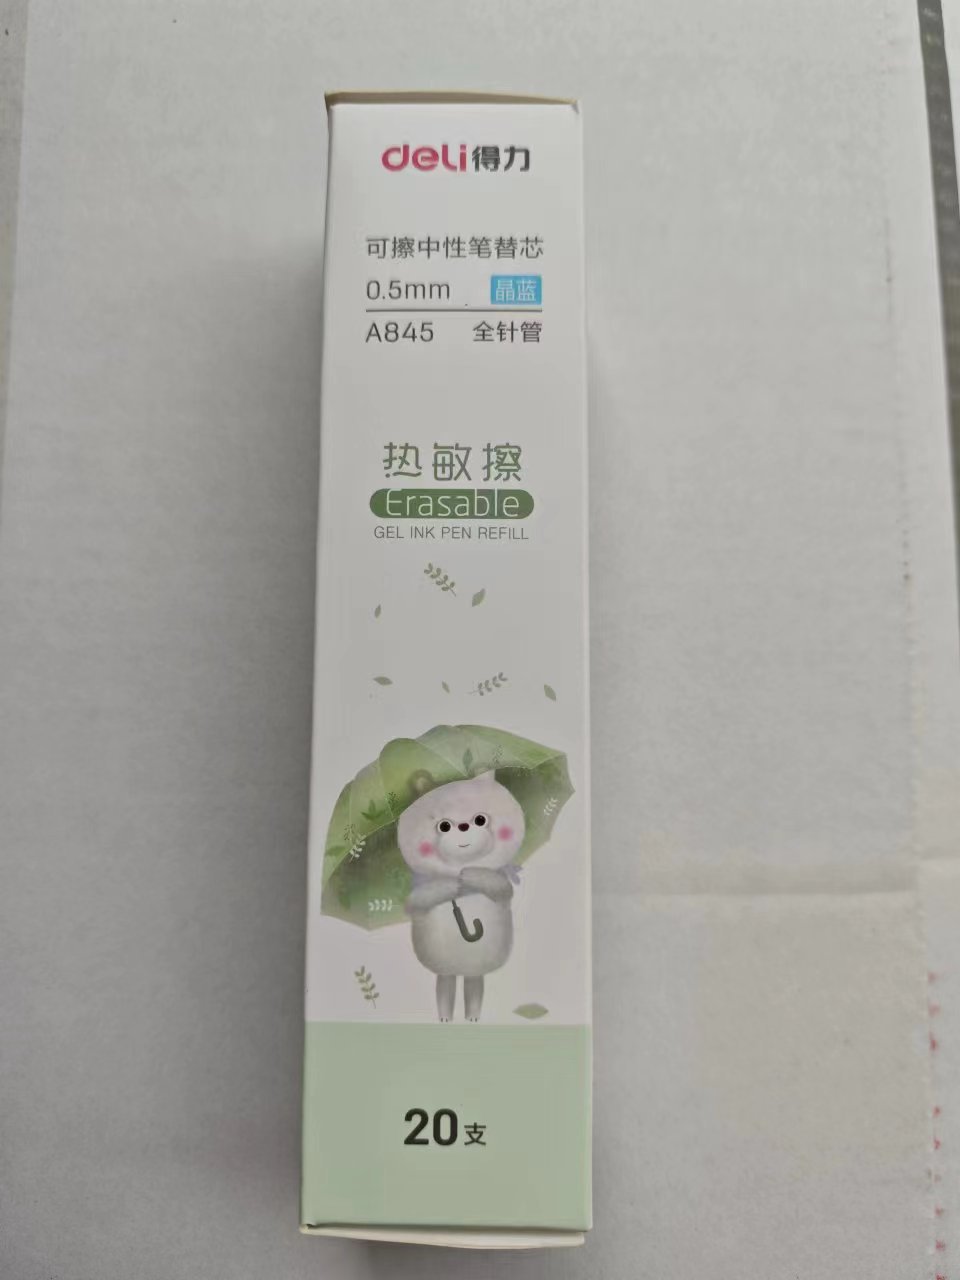 deli得力
可擦中性笔替芯
0.5mm 晶蓝
A845 全针管
热敏擦
Erasable
GEL INK PEN REFILL
20支